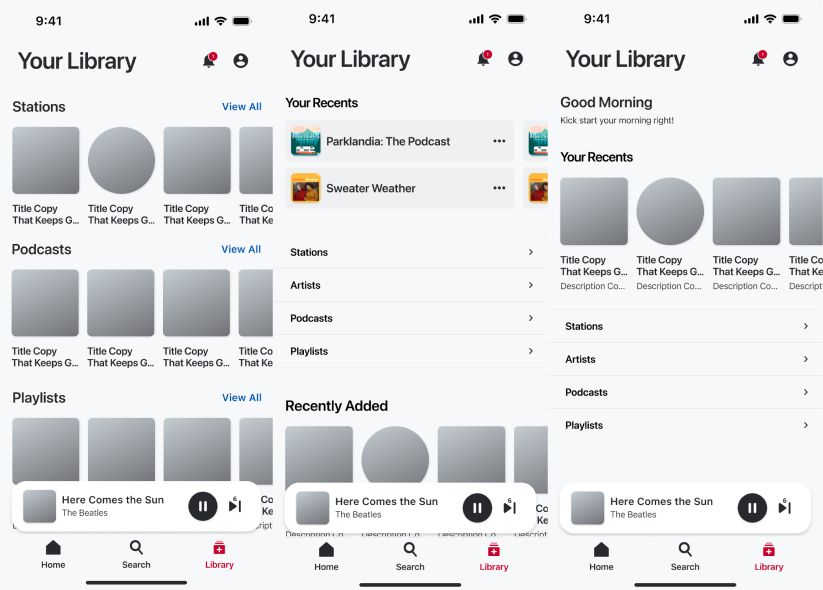 9:41
Your Library
1
Stations
View All
Title Copy
That Keeps G...
Title Copy
That Keeps G...
Title Copy
That Keeps G...
Title Co
That Ke
Podcasts
View All
Title Copy
That Keeps G...
Title Copy
That Keeps G...
Title Copy
That Keeps G...
Title Co
That Ke
Playlists
View All
Here Comes the Sun
The Beatles
6
Home
Search
Library
9:41
Your Library
1
Your Recents
Parklandia: The Podcast
Sweater Weather
Stations
Artists
Podcasts
Playlists
Recently Added
Here Comes the Sun
The Beatles
6
Home
Search
Library
9:41
Your Library
1
Good Morning
Kick start your morning right!
Your Recents
Title Copy
That Keeps G...
Description Co...
Title Copy
That Keeps G...
Description Co...
Title Copy
That Keeps G...
Description Co...
Title Co
That Ke
Descript
Stations
Artists
Podcasts
Playlists
Here Comes the Sun
The Beatles
6
Home
Search
Library